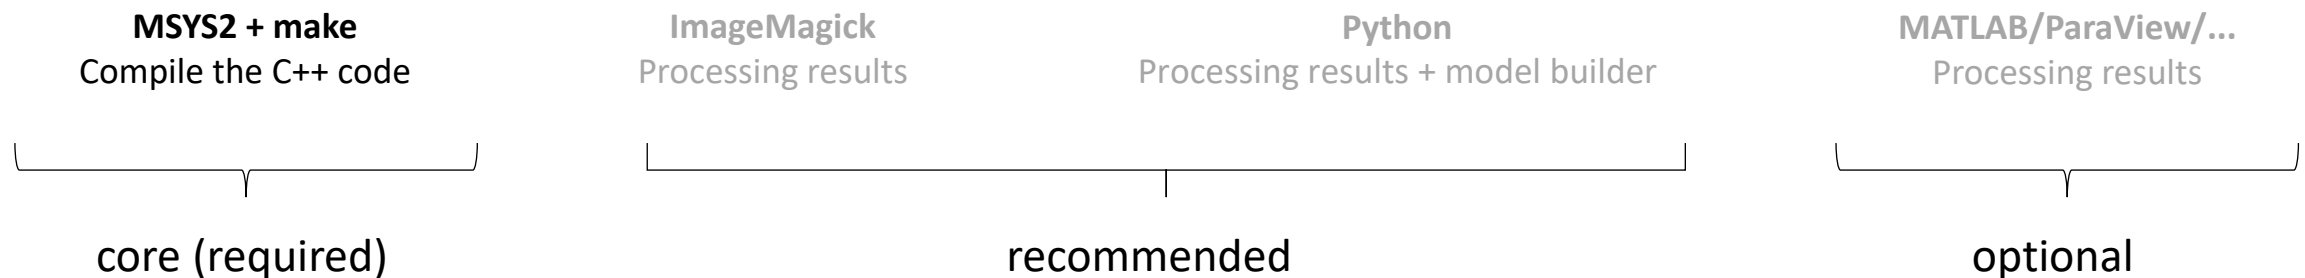 MSYS2 + make
Compile the C++ code
ImageMagick
Processing results
Python
Processing results + model builder
MATLAB/ParaView/...
Processing results
core (required)
recommended
optional